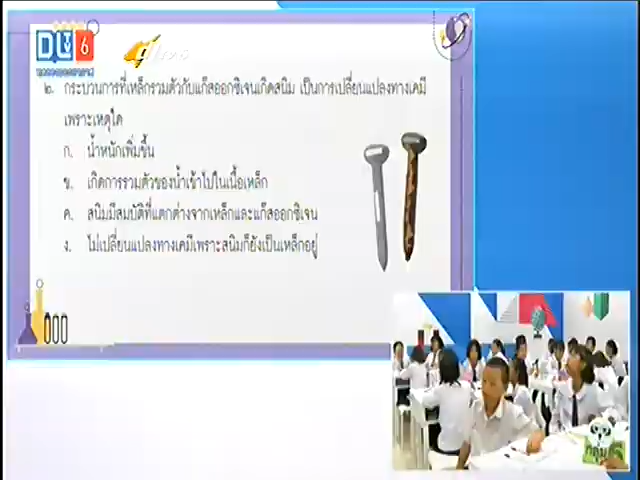 DLTV 6
๒. กระบวนการที่เหล็กรวมตัวกับแก๊สออกซิเจนเกิดสนิม เป็นการเปลี่ยนแปลงทางเคมี
เพราะเหตุใด
ก. น้ำหนักเพิ่มขึ้น
ข. เกิดการรวมตัวของน้ำเข้าไปในเนื้อเหล็ก
ค. สนิมมีสมบัติที่แตกต่างจากเหล็กและแก๊สออกซิเจน
ง. ไม่เปลี่ยนแปลงทางเคมีเพราะสนิมก็ยังเป็นเหล็กอยู่